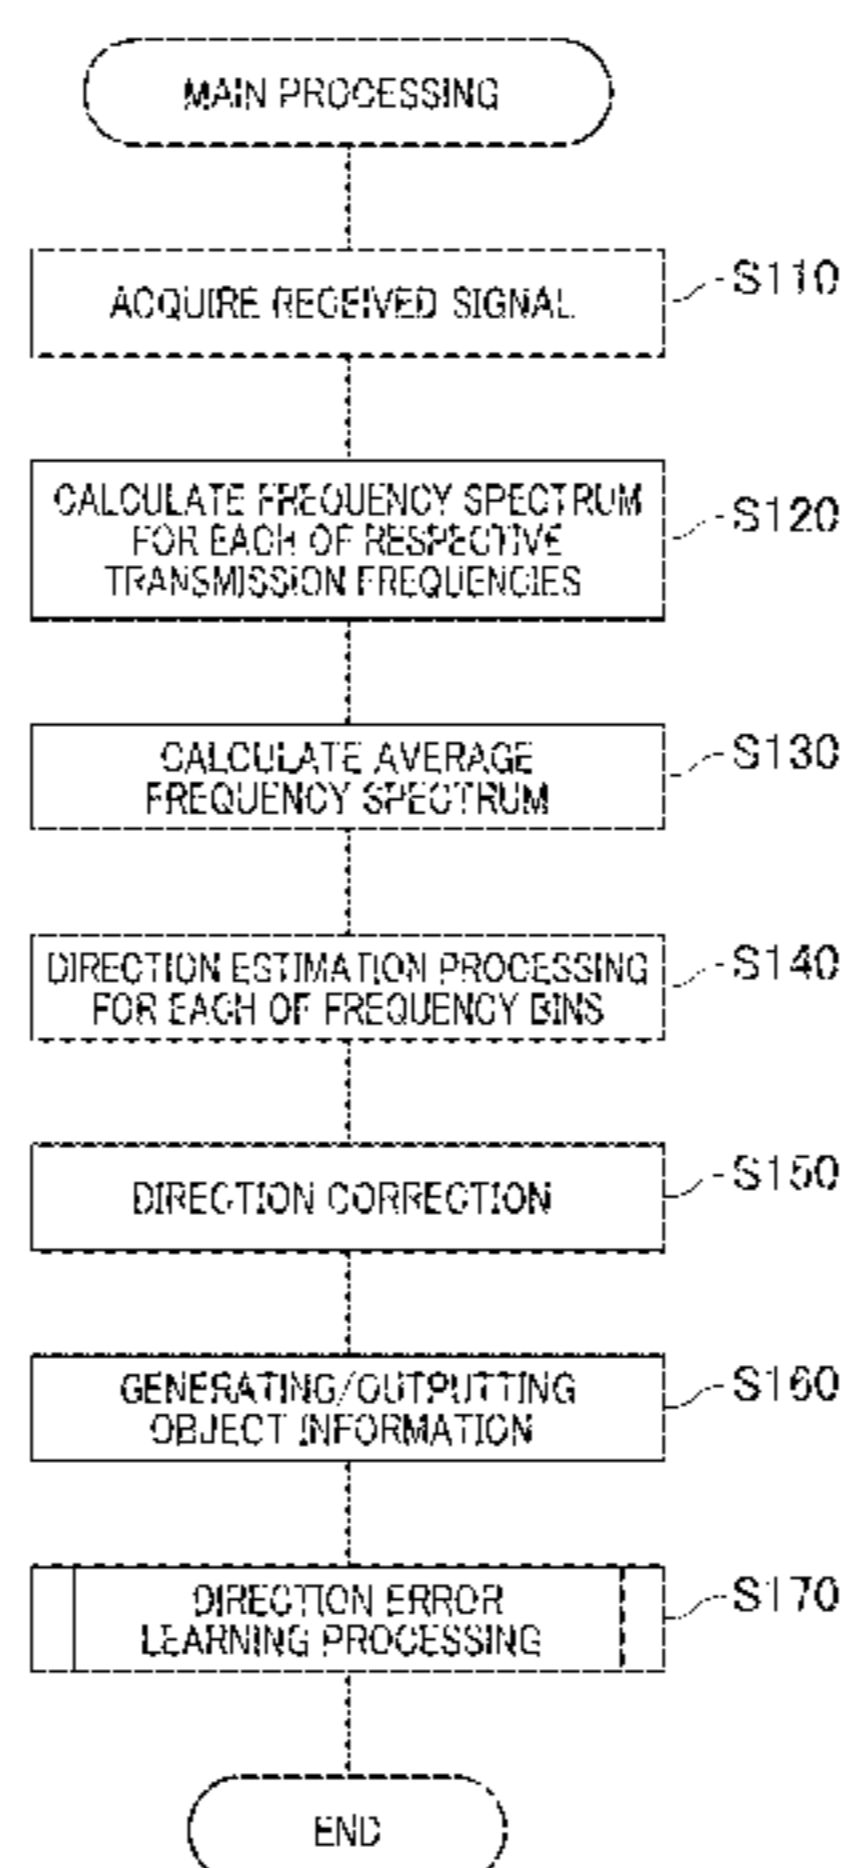 MAIN PROCESSING
ACQUIRE RECEIVED SIGNAL
S110
CALCULATE FREQUENCY SPECTRUM
FOR EACH OF RESPECTIVE
TRANSMISSION FREQUENCIES
S120
CALCULATE AVERAGE
FREQUENCY SPECTRUM
S130
DIRECTION ESTIMATION PROCESSING
FOR EACH OF FREQUENCY BINS
S140
DIRECTION CORRECTION
S150
GENERATING/OUTPUTTING
OBJECT INFORMATION
S160
DIRECTION ERROR
LEARNING PROCESSING
S170
END